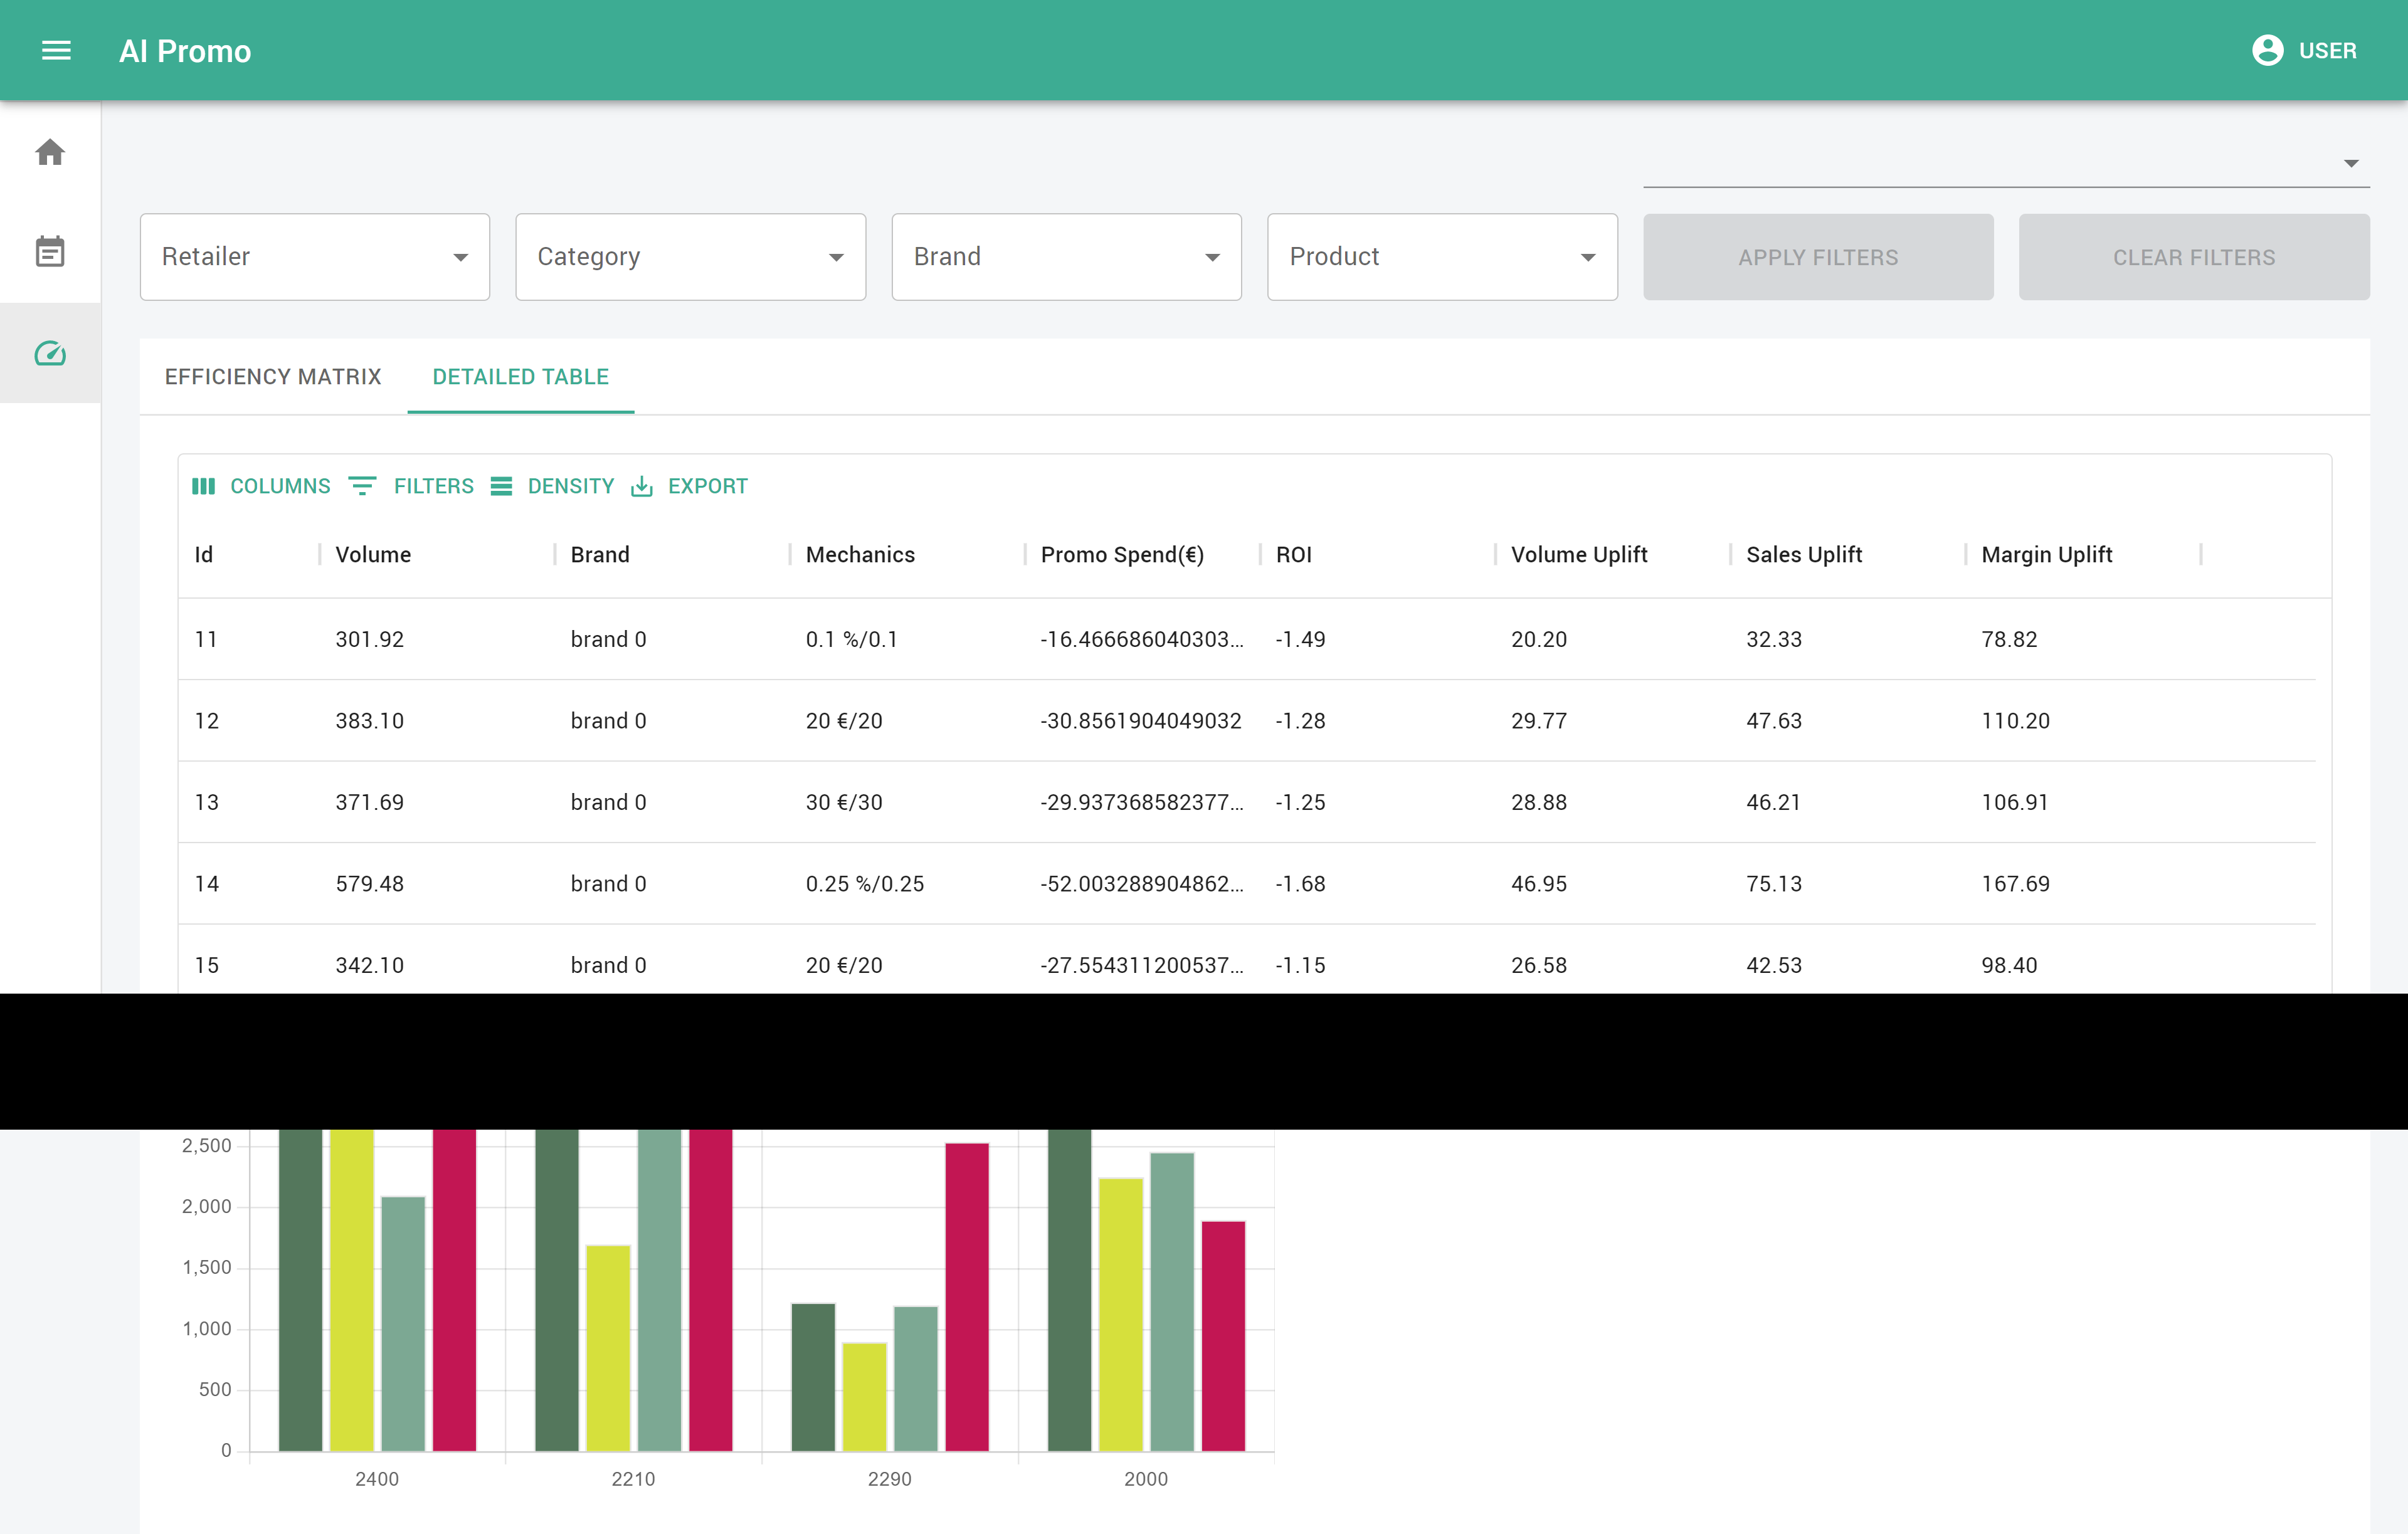 AI Promo USER
Retailer Category Brand Product APPLY FILTERS CLEAR FILTERS
EFFICIENCY MATRIX DETAILED TABLE
COLUMNS FILTERS DENSITY EXPORT
Id Volume Brand Mechanics Promo Spend(€) ROI Volume Uplift Sales Uplift Margin Uplift
11 301.92 brand 0 0.1 %/0.1 -16.466686040303... -1.49 20.20 32.33 78.82
12 383.10 brand 0 20 €/20 -30.8561904049032 -1.28 29.77 47.63 110.20
13 371.69 brand 0 30 €/30 -29.937368582377... -1.25 28.88 46.21 106.91
14 579.48 brand 0 0.25 %/0.25 -52.003288904862... -1.68 46.95 75.13 167.69
15 342.10 brand 0 20 €/20 -27.554311200537... -1.15 26.58 42.53 98.40
2,500
2,000
1,500
1,000
500
0
2400 2210 2290 2000